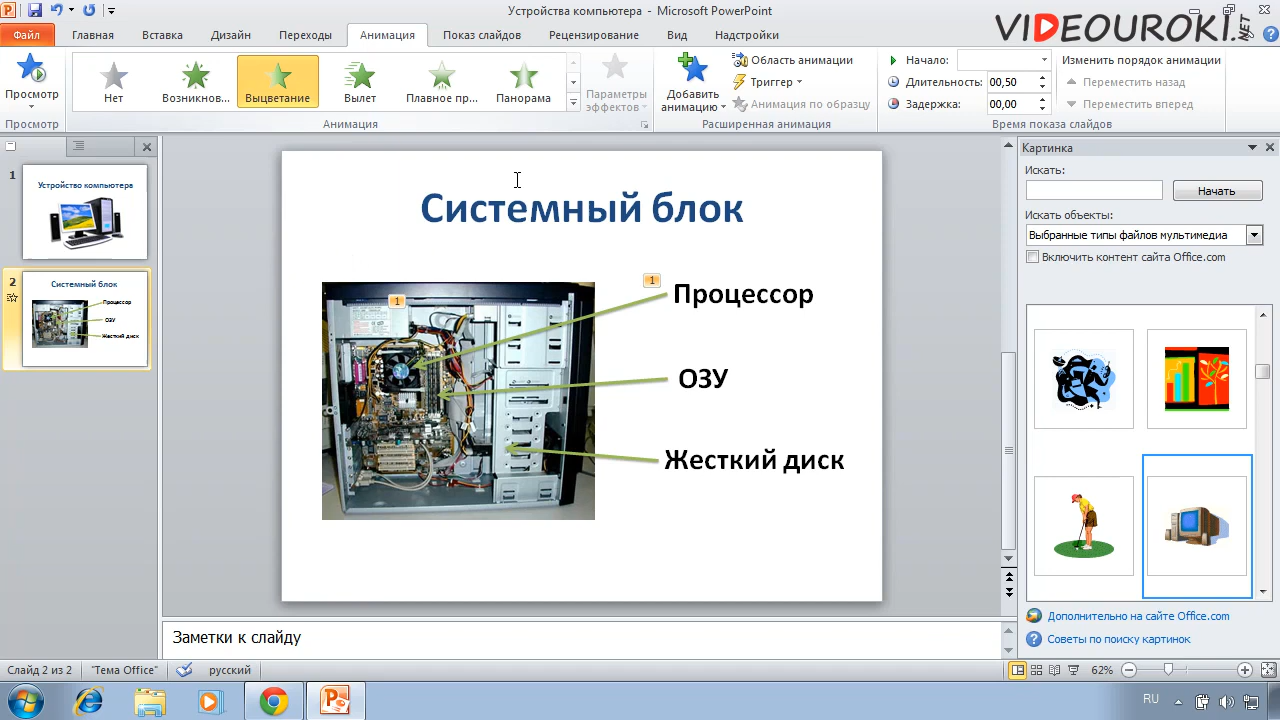 Устройства компьютера - Microsoft PowerPoint
VIDEOUROKI.NET
Файл Главная Вставка Дизайн Переходы Анимация Показ слайдов Рецензирование Вид Надстройки
Просмотр
Нет
Возникнов...
Выцветание
Вылет
Плавное пр...
Панорама
Параметры эффектов
Добавить анимацию
Область анимации
Триггер
Анимация по образцу
Начало:
Длительность: 00,50
Задержка: 00,00
Изменить порядок анимации
Переместить назад
Переместить вперед
Просмотр Анимация Расширенная анимация Время показа слайдов
1
Устройство компьютера
2
Системный блок
Процессор
ОЗУ
Жесткий диск
Системный блок
1
1
Процессор
ОЗУ
Жесткий диск
Заметки к слайду
Картинка
Искать:
Начать
Искать объекты:
Выбранные типы файлов мультимедиа
Включить контент сайта Office.com
Дополнительно на сайте Office.com
Советы по поиску картинок
Слайд 2 из 2 "Тема Office" русский 62%
RU